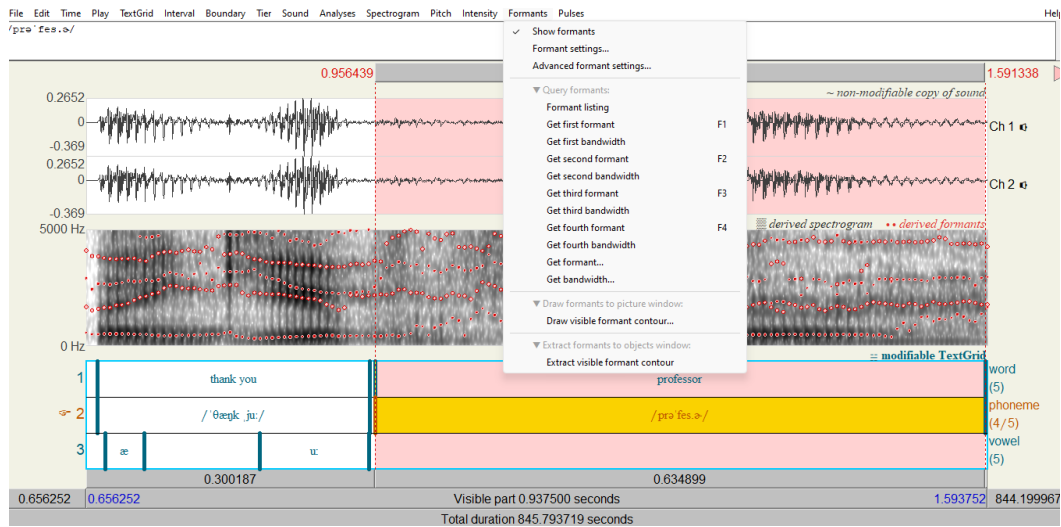 File Edit Time Play TextGrid Interval Boundary Tier Sound Analyses Spectrogram Pitch Intensity Formants Pulses Help
/prəˈfes.ɚ/
✓ Show formants
Formant settings...
Advanced formant settings...
▼ Query formants:
Formant listing
Get first formant F1
Get first bandwidth
Get second formant F2
Get second bandwidth
Get third formant F3
Get third bandwidth
Get fourth formant F4
Get fourth bandwidth
Get formant...
Get bandwidth...
▼ Draw formants to picture window:
Draw visible formant contour...
▼ Extract formants to objects window:
Extract visible formant contour
0.956439 1.591338
~ non-modifiable copy of sound
0.2652
0
-0.369
Ch 1
0.2652
0
-0.369
Ch 2
derived spectrogram •• derived formants
5000 Hz
0 Hz
modifiable TextGrid
1 thank you professor word
(5)
2 /ˈθæŋk ˌjuː/ /prəˈfes.ɚ/ phoneme
(4/5)
3 æ uː vowel
(5)
0.300187 0.634899
0.656252 0.656252 Visible part 0.937500 seconds 1.593752 844.199967
Total duration 845.793719 seconds